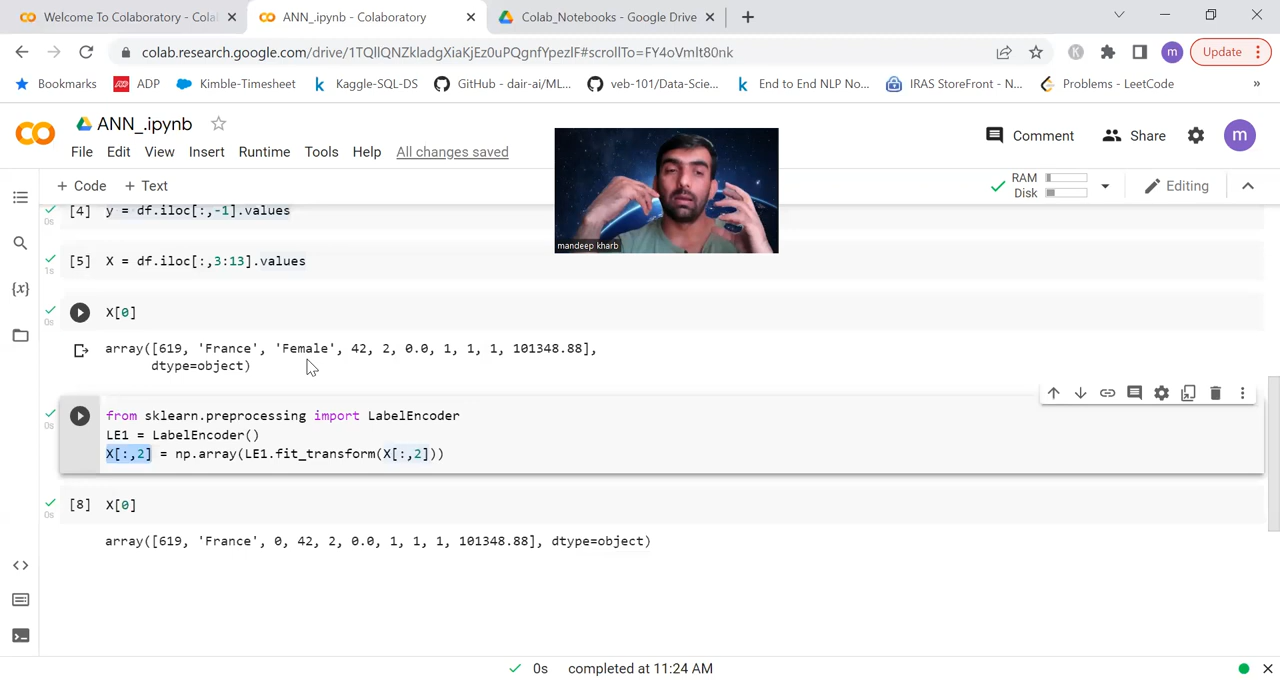 Welcome To Colaboratory - Cola
ANN_.ipynb - Colaboratory
Colab_Notebooks - Google Drive
colab.research.google.com/drive/1TQllQNZkladgXiaKjEz0uPQgnfYpezlF#scrollTo=FY4oVmlt80nk
K
m
Update
Bookmarks
ADP
Kimble-Timesheet
Kaggle-SQL-DS
GitHub - dair-ai/ML...
veb-101/Data-Scie...
End to End NLP No...
IRAS StoreFront - N...
Problems - LeetCode
»
ANN_.ipynb
Comment
Share
m
File Edit View Insert Runtime Tools Help All changes saved
+ Code + Text
RAM
Disk
Editing
[4] y = df.iloc[:,-1].values
0s
mandeep kharb
[5] X = df.iloc[:,3:13].values
1s
X[0]
0s
array([619, 'France', 'Female', 42, 2, 0.0, 1, 1, 1, 101348.88],
dtype=object)
from sklearn.preprocessing import LabelEncoder
0s
LE1 = LabelEncoder()
X[:,2] = np.array(LE1.fit_transform(X[:,2]))
[8] X[0]
0s
array([619, 'France', 0, 42, 2, 0.0, 1, 1, 1, 101348.88], dtype=object)
0s completed at 11:24 AM